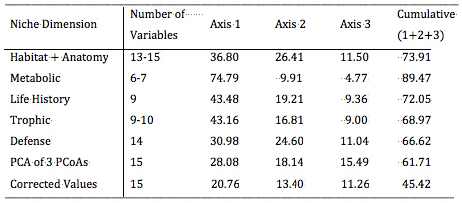 Niche Dimension Number of Variables Axis 1 Axis 2 Axis 3 Cumulative (1+2+3)
Habitat + Anatomy 13-15 36.80 26.41 11.50 73.91
Metabolic 6-7 74.79 9.91 4.77 89.47
Life History 9 43.48 19.21 9.36 72.05
Trophic 9-10 43.16 16.81 9.00 68.97
Defense 14 30.98 24.60 11.04 66.62
PCA of 3 PCoAs 15 28.08 18.14 15.49 61.71
Corrected Values 15 20.76 13.40 11.26 45.42